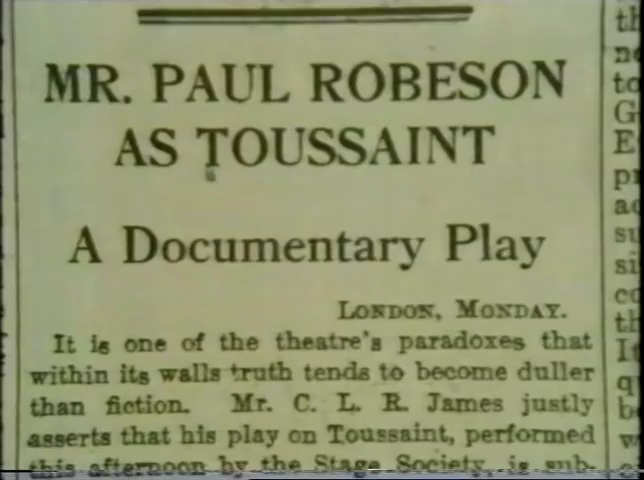 MR. PAUL ROBESON
AS TOUSSAINT
A Documentary Play
LONDON, MONDAY.
It is one of the theatre's paradoxes that
within its walls truth tends to become duller
than fiction. Mr. C. L. R. James justly
asserts that his play on Toussaint, performed
this afternoon by the Stage Society, is sub-